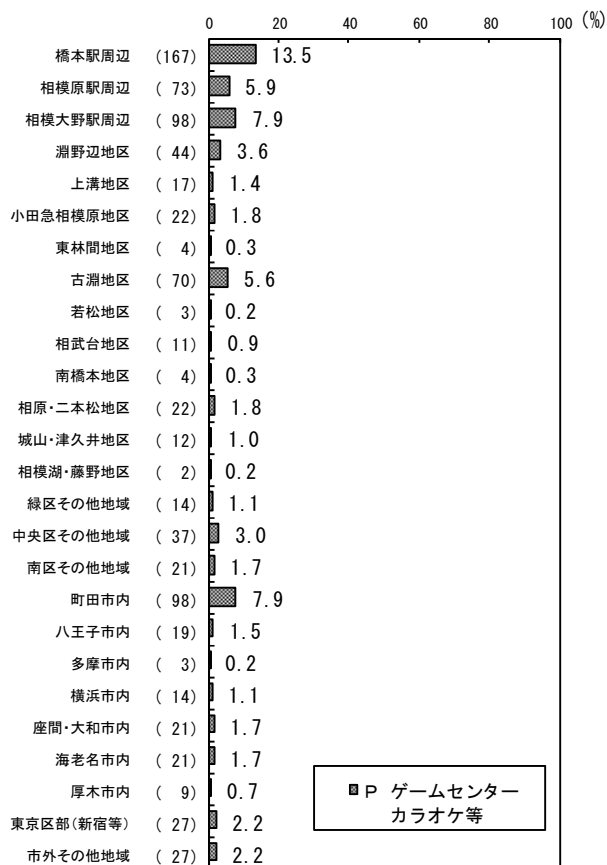 0 20 40 60 80 100 (%)
橋本駅周辺 (167) 13.5
相模原駅周辺 ( 73) 5.9
相模大野駅周辺 ( 98) 7.9
淵野辺地区 ( 44) 3.6
上溝地区 ( 17) 1.4
小田急相模原地区 ( 22) 1.8
東林間地区 ( 4) 0.3
古淵地区 ( 70) 5.6
若松地区 ( 3) 0.2
相武台地区 ( 11) 0.9
南橋本地区 ( 4) 0.3
相原・二本松地区 ( 22) 1.8
城山・津久井地区 ( 12) 1.0
相模湖・藤野地区 ( 2) 0.2
緑区その他地域 ( 14) 1.1
中央区その他地域 ( 37) 3.0
南区その他地域 ( 21) 1.7
町田市内 ( 98) 7.9
八王子市内 ( 19) 1.5
多摩市内 ( 3) 0.2
横浜市内 ( 14) 1.1
座間・大和市内 ( 21) 1.7
海老名市内 ( 21) 1.7
厚木市内 ( 9) 0.7
東京区部(新宿等) ( 27) 2.2
市外その他地域 ( 27) 2.2
P ゲームセンター
カラオケ等